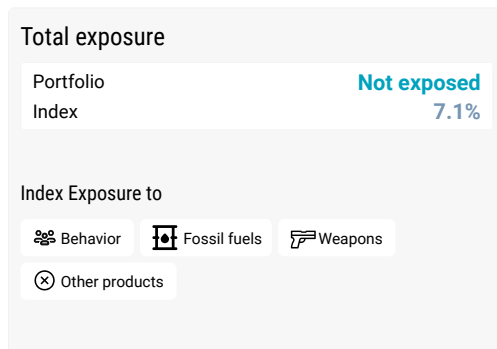 Total exposure
Portfolio Not exposed
Index 7.1%
Index Exposure to
Behavior Fossil fuels Weapons
Other products